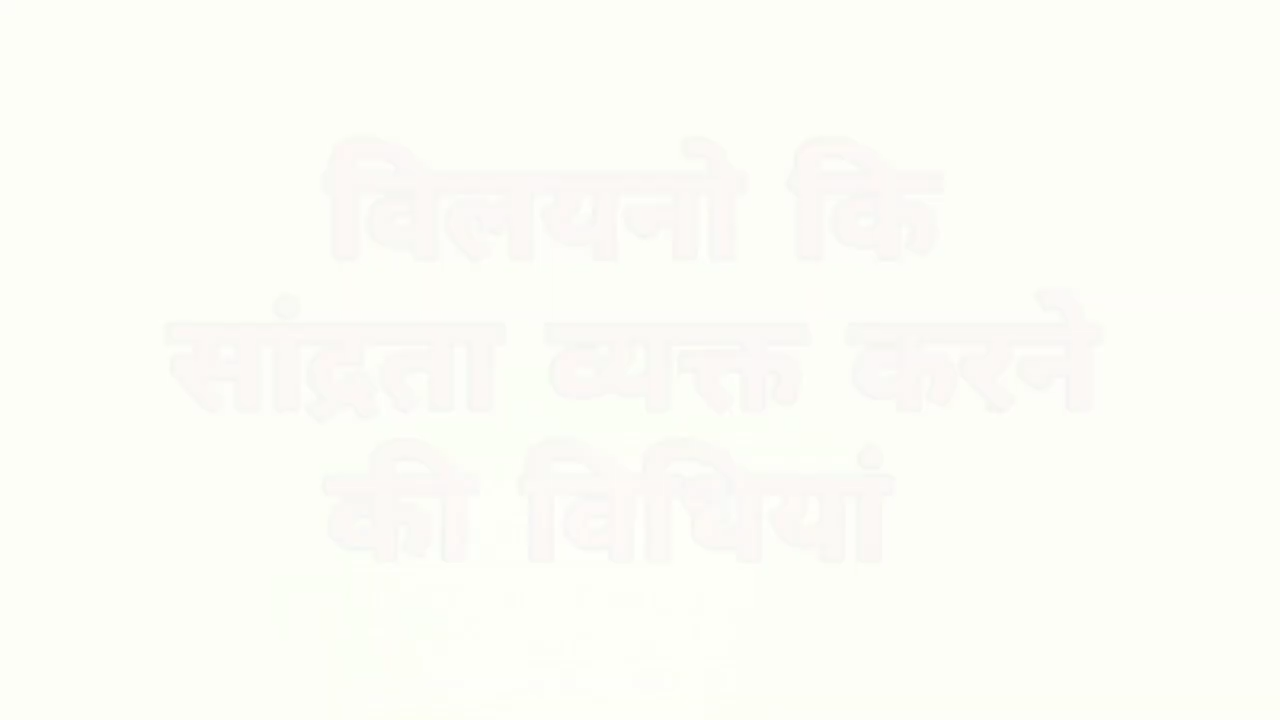 विलयनो कि
सांद्रता व्यक्त करने
की विधियां